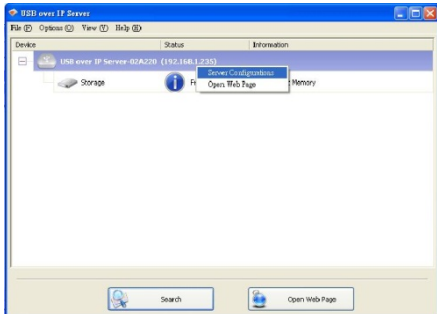 USB over IP Server
File (F) Options (O) View (V) Help (H)
Device Status Information
USB over IP Server-02A220 (192.168.1.235)
Server Configurations
Storage Memory
Open Web Page
Search Open Web Page